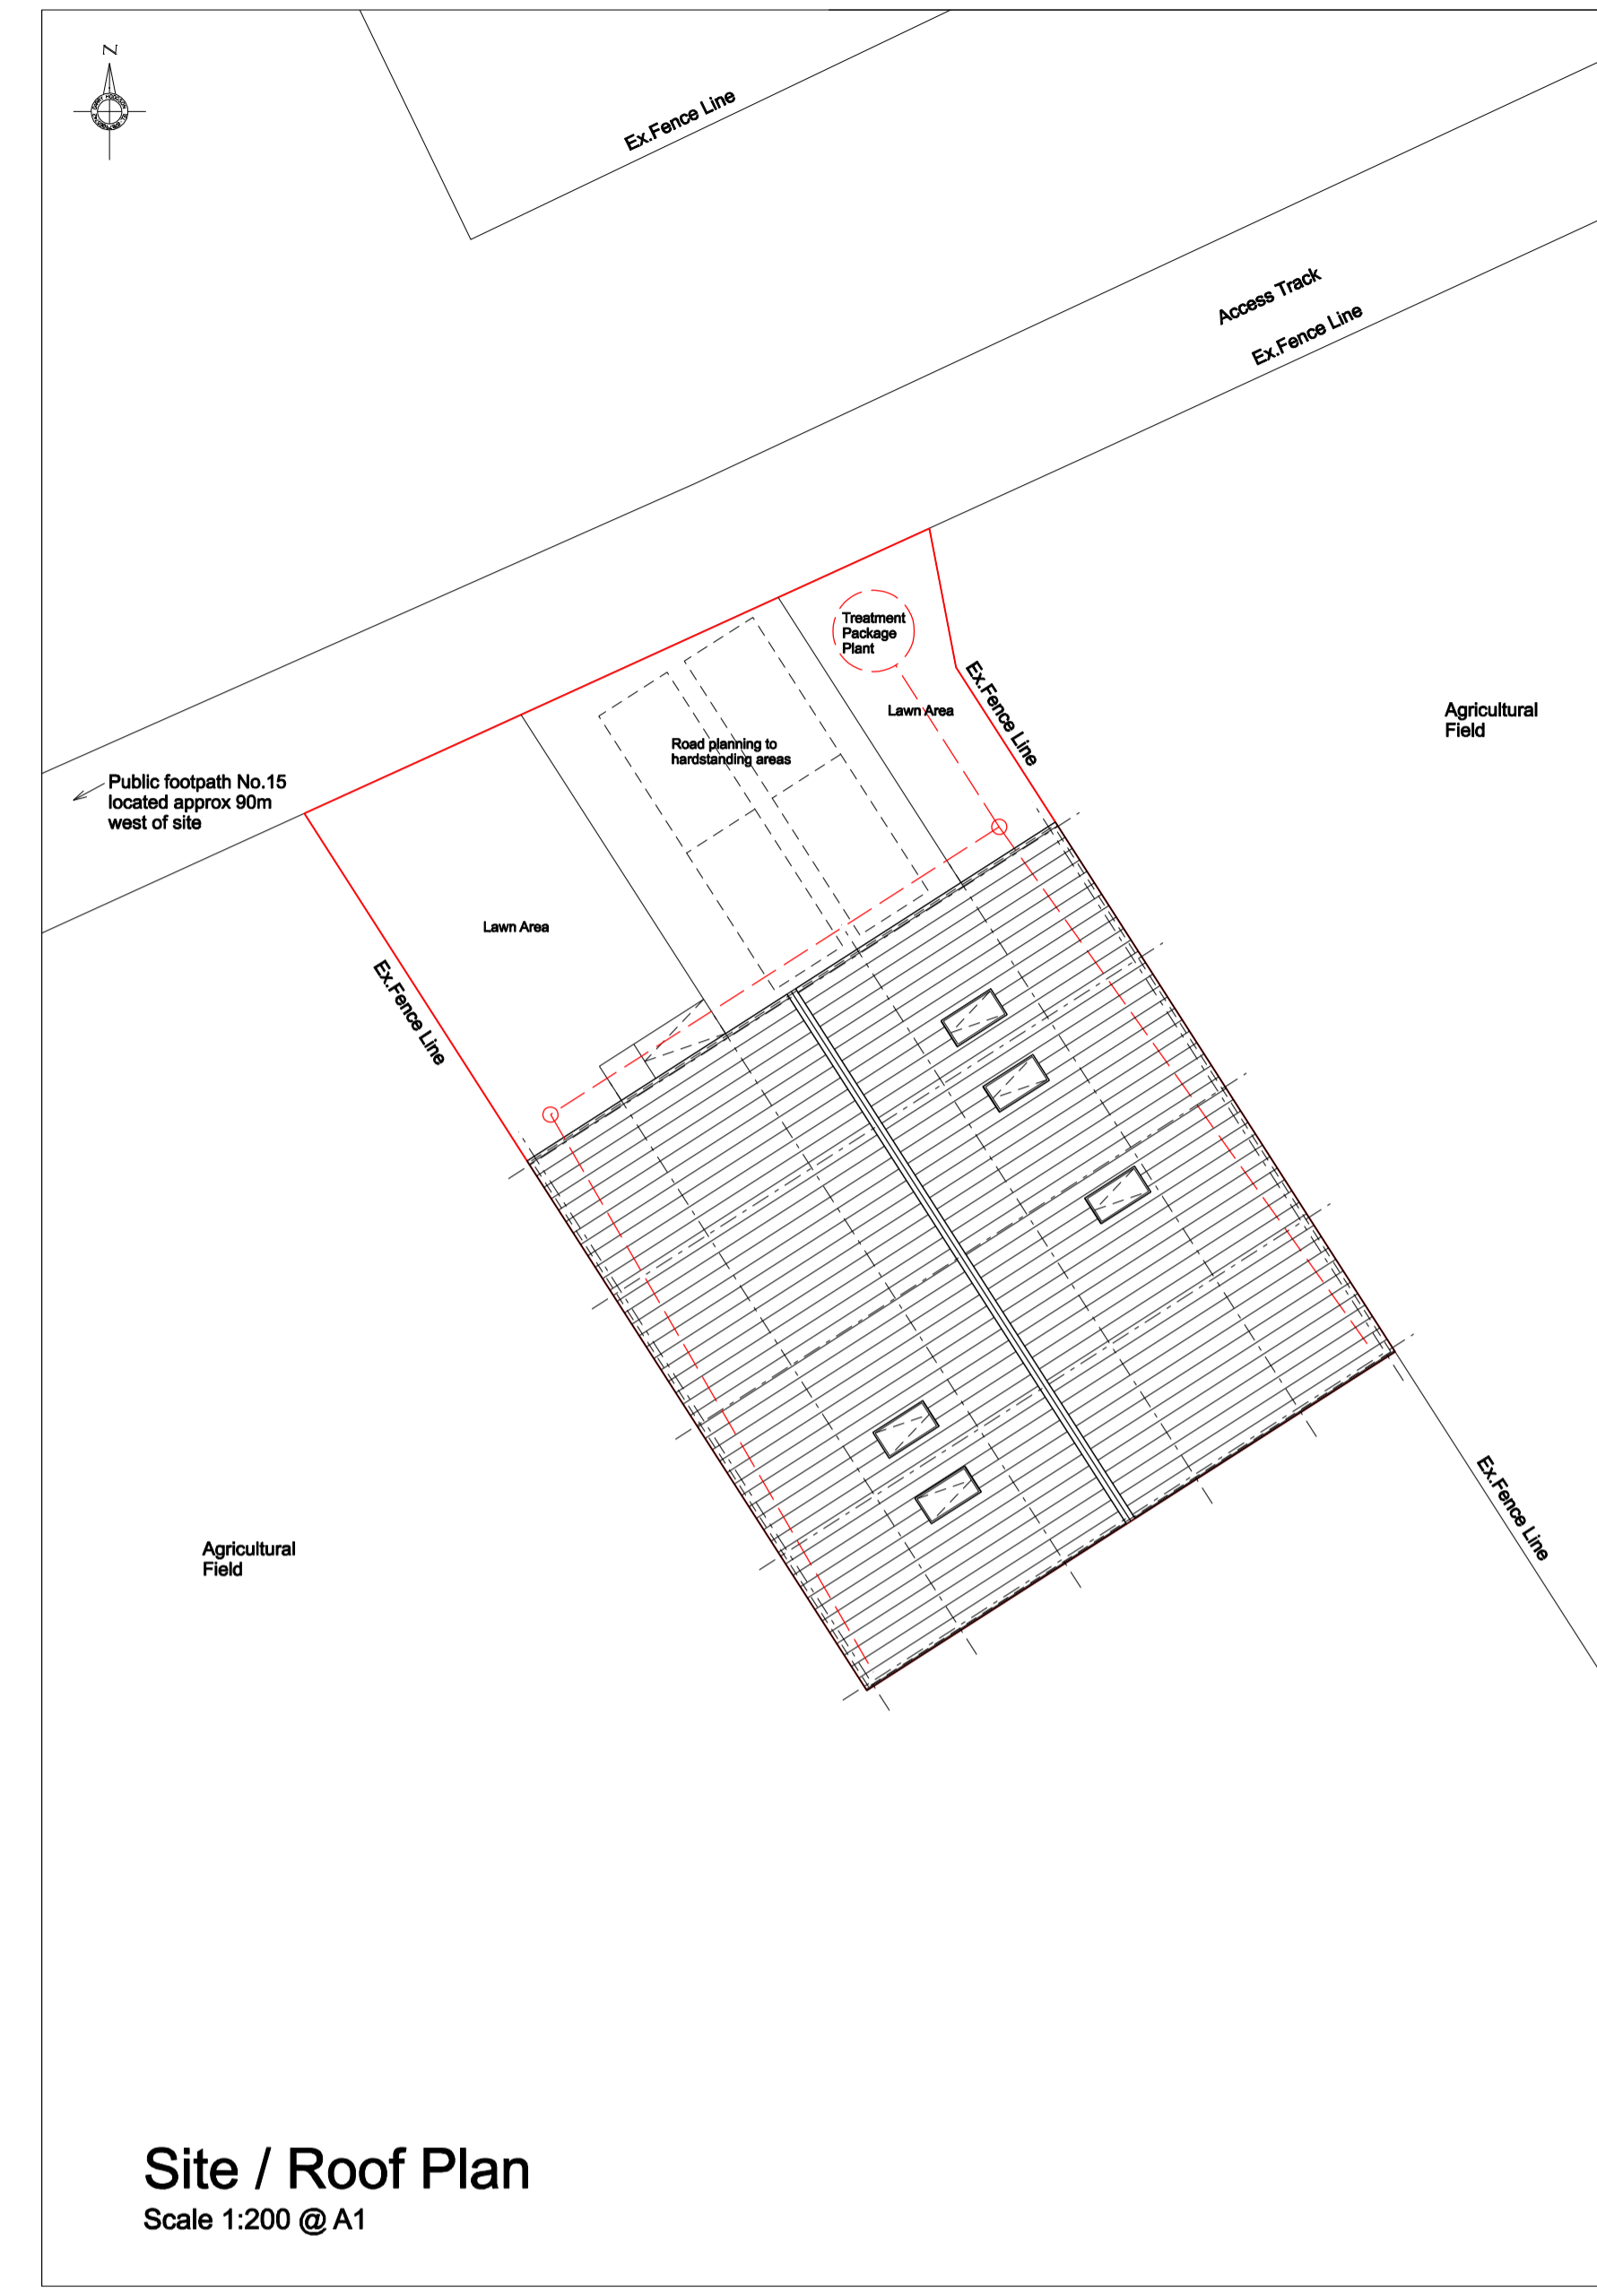 N
Ex.Fence Line
Access Track
Ex.Fence Line
Treatment
Package
Plant
Ex.Fence Line
Lawn Area
Agricultural
Field
Road planning to
hardstanding areas
Public footpath No.15
located approx 90m
west of site
Lawn Area
Ex.Fence Line
Ex.Fence Line
Agricultural
Field
Site / Roof Plan
Scale 1:200 @ A1